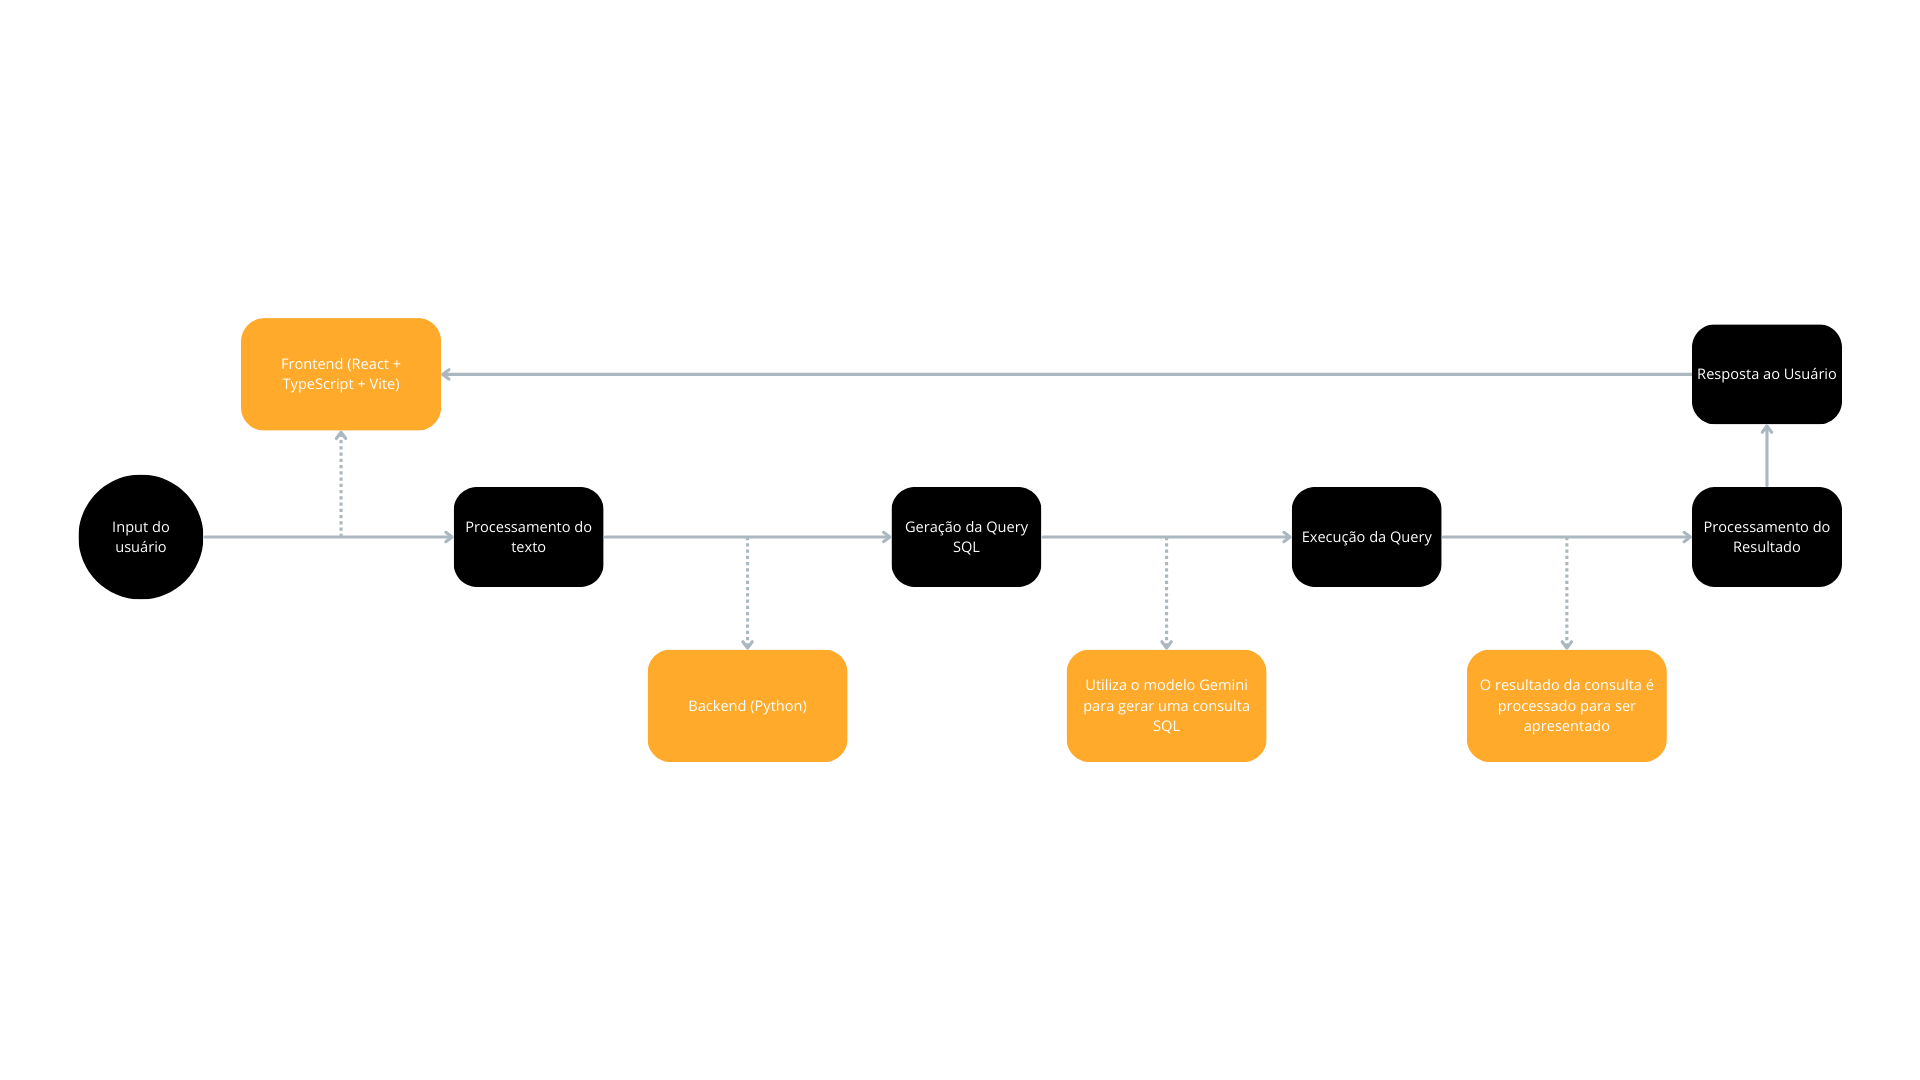 Frontend (React +
TypeScript + Vite)
Resposta ao Usuário
Input do
usuário
Processamento do
texto
Geração da Query
SQL
Execução da Query
Processamento do
Resultado
Backend (Python)
Utiliza o modelo Gemini
para gerar uma consulta
SQL
O resultado da consulta é
processado para ser
apresentado